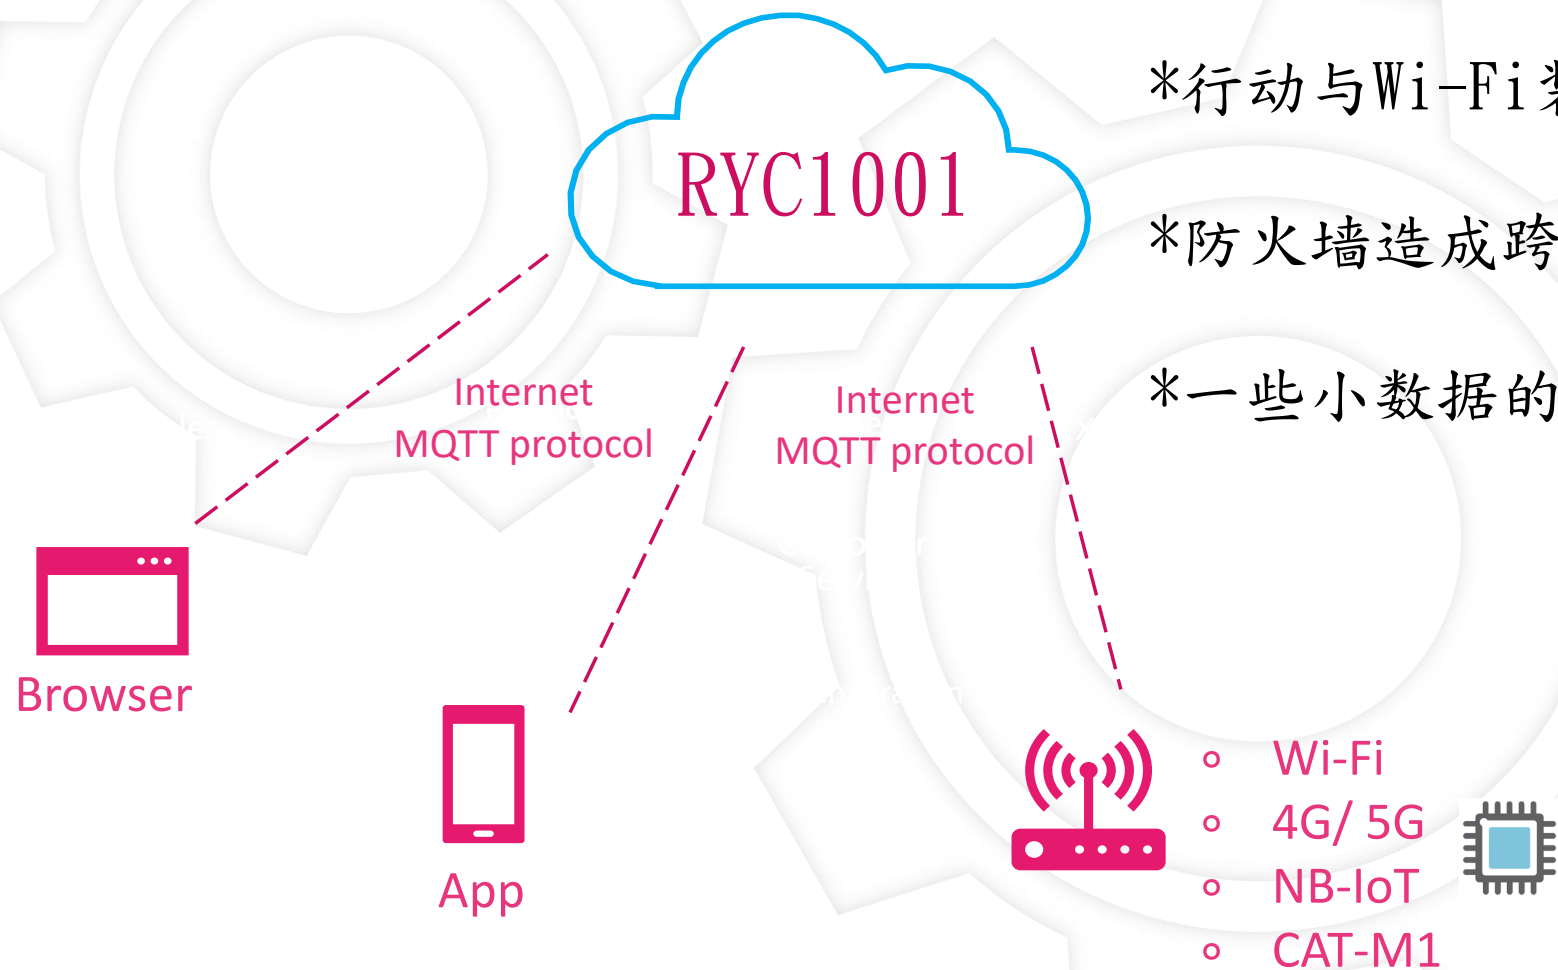 RYC1001
*行动与Wi-Fi
*防火墙造成跨
*一些小数据的
Internet
MQTT protocol
Internet
MQTT protocol
Browser
App
Wi-Fi
4G/ 5G
NB-IoT
CAT-M1